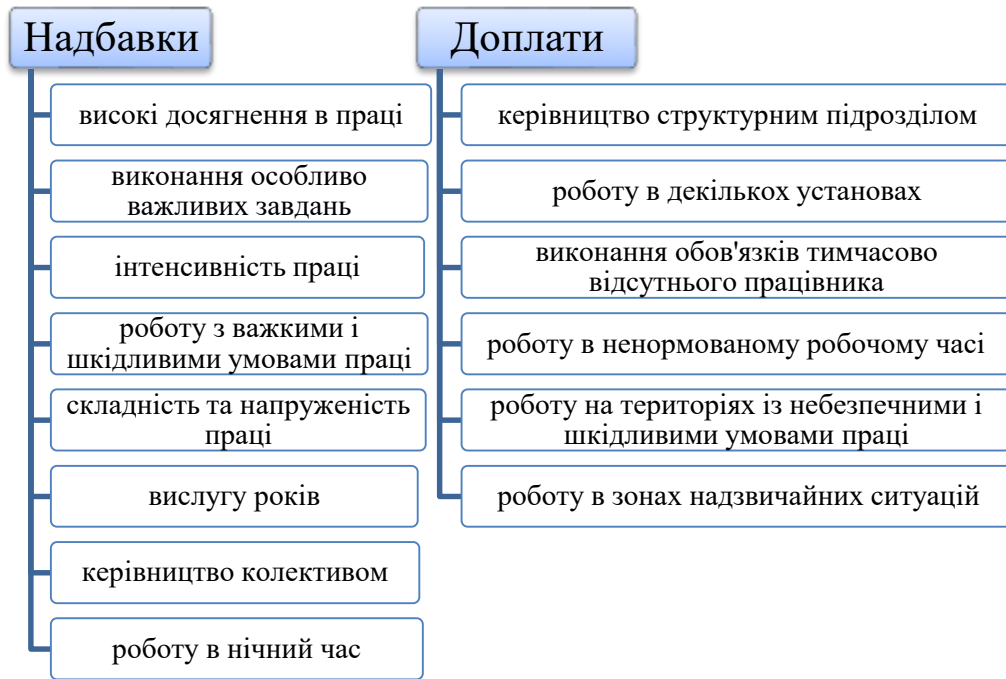 Надбавки
високі досягнення в праці
виконання особливо
важливих завдань
інтенсивність праці
роботу з важкими і
шкідливими умовами праці
складність та напруженість
праці
вислугу років
керівництво колективом
роботу в нічний час
Доплати
керівництво структурним підрозділом
роботу в декількох установах
виконання обов'язків тимчасово
відсутнього працівника
роботу в ненормованому робочому часі
роботу на територіях із небезпечними і
шкідливими умовами праці
роботу в зонах надзвичайних ситуацій